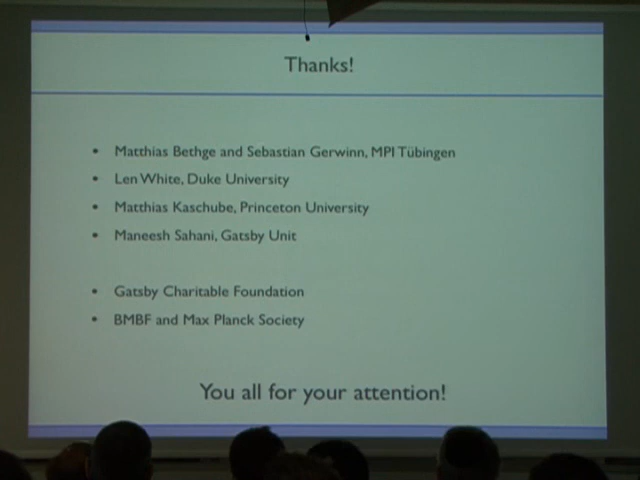 Thanks!
• Matthias Bethge and Sebastian Gerwinn, MPI Tübingen
• Len White, Duke University
• Matthias Kaschube, Princeton University
• Maneesh Sahani, Gatsby Unit
• Gatsby Charitable Foundation
• BMBF and Max Planck Society
You all for your attention!